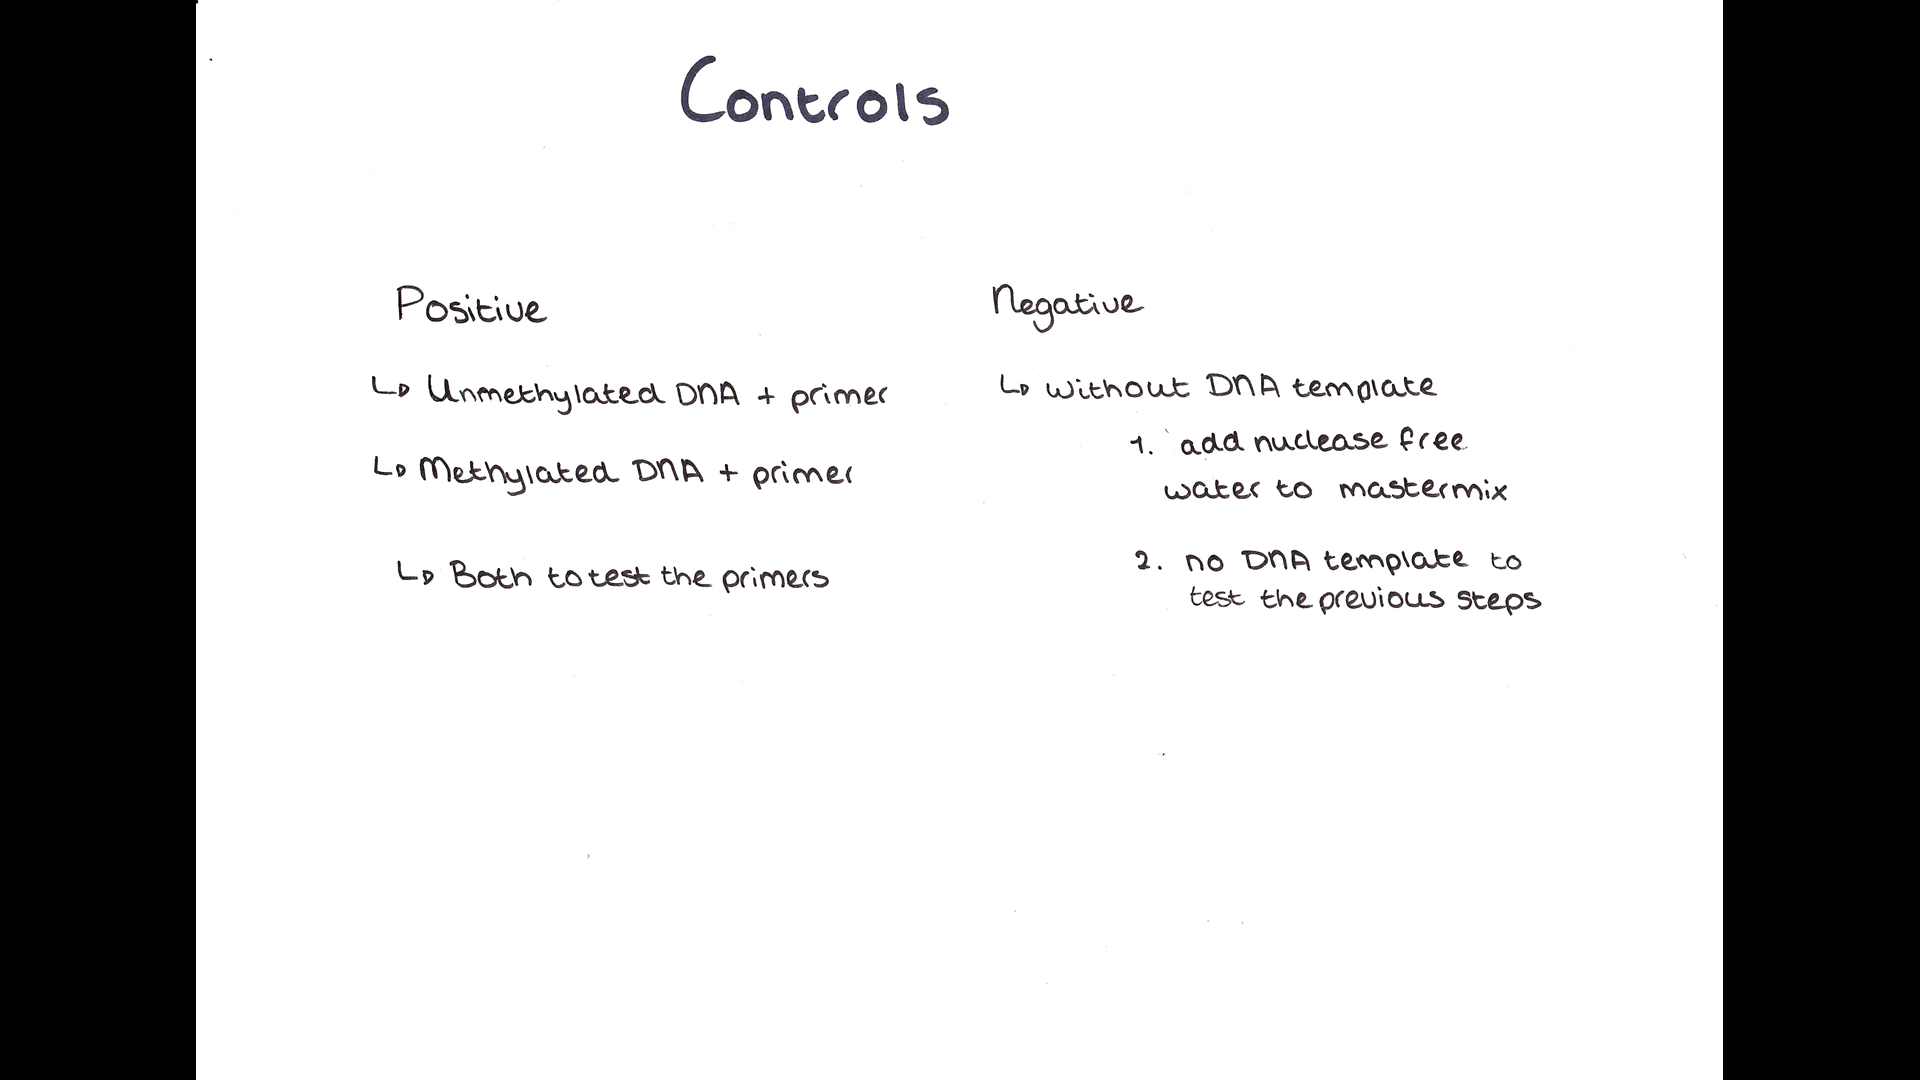 Controls
Positive
↳ Unmethylated DNA + primer
↳ Methylated DNA + primer
↳ Both to test the primers
Negative
↳ without DNA template
1. add nuclease free
water to mastermix
2. no DNA template to
test the previous steps